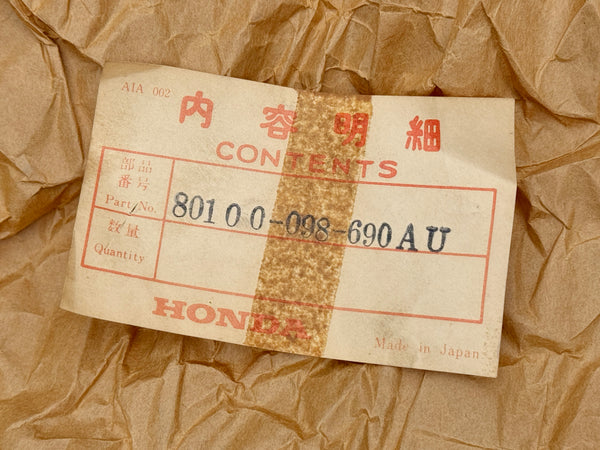 AIA 002
内容明細
CONTENTS
部品
番号
Part No.
80100-098-690AU
数量
Quantity
HONDA
Made in Japan